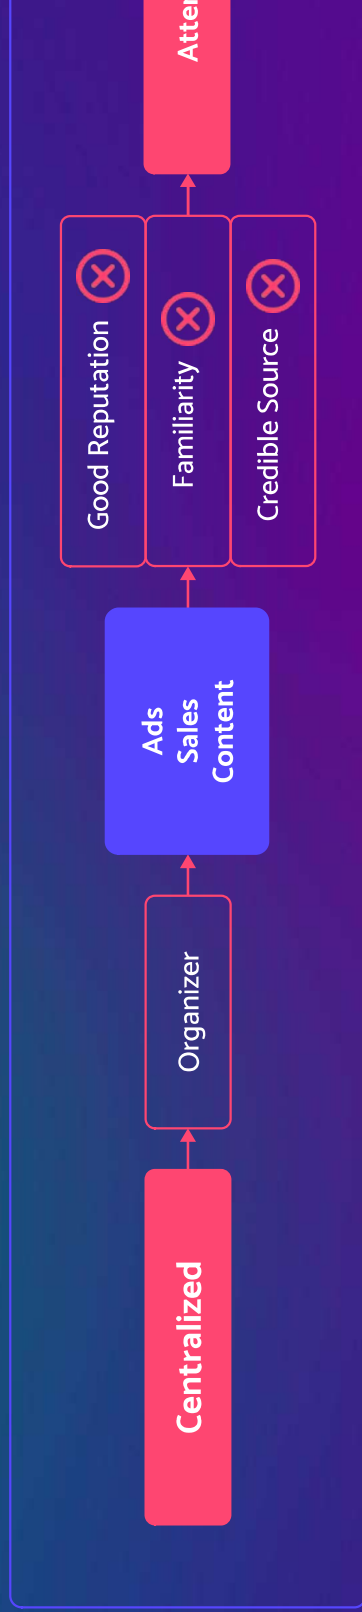 Centralized
Organizer
Ads
Sales
Content
Good Reputation
Familiarity
Credible Source